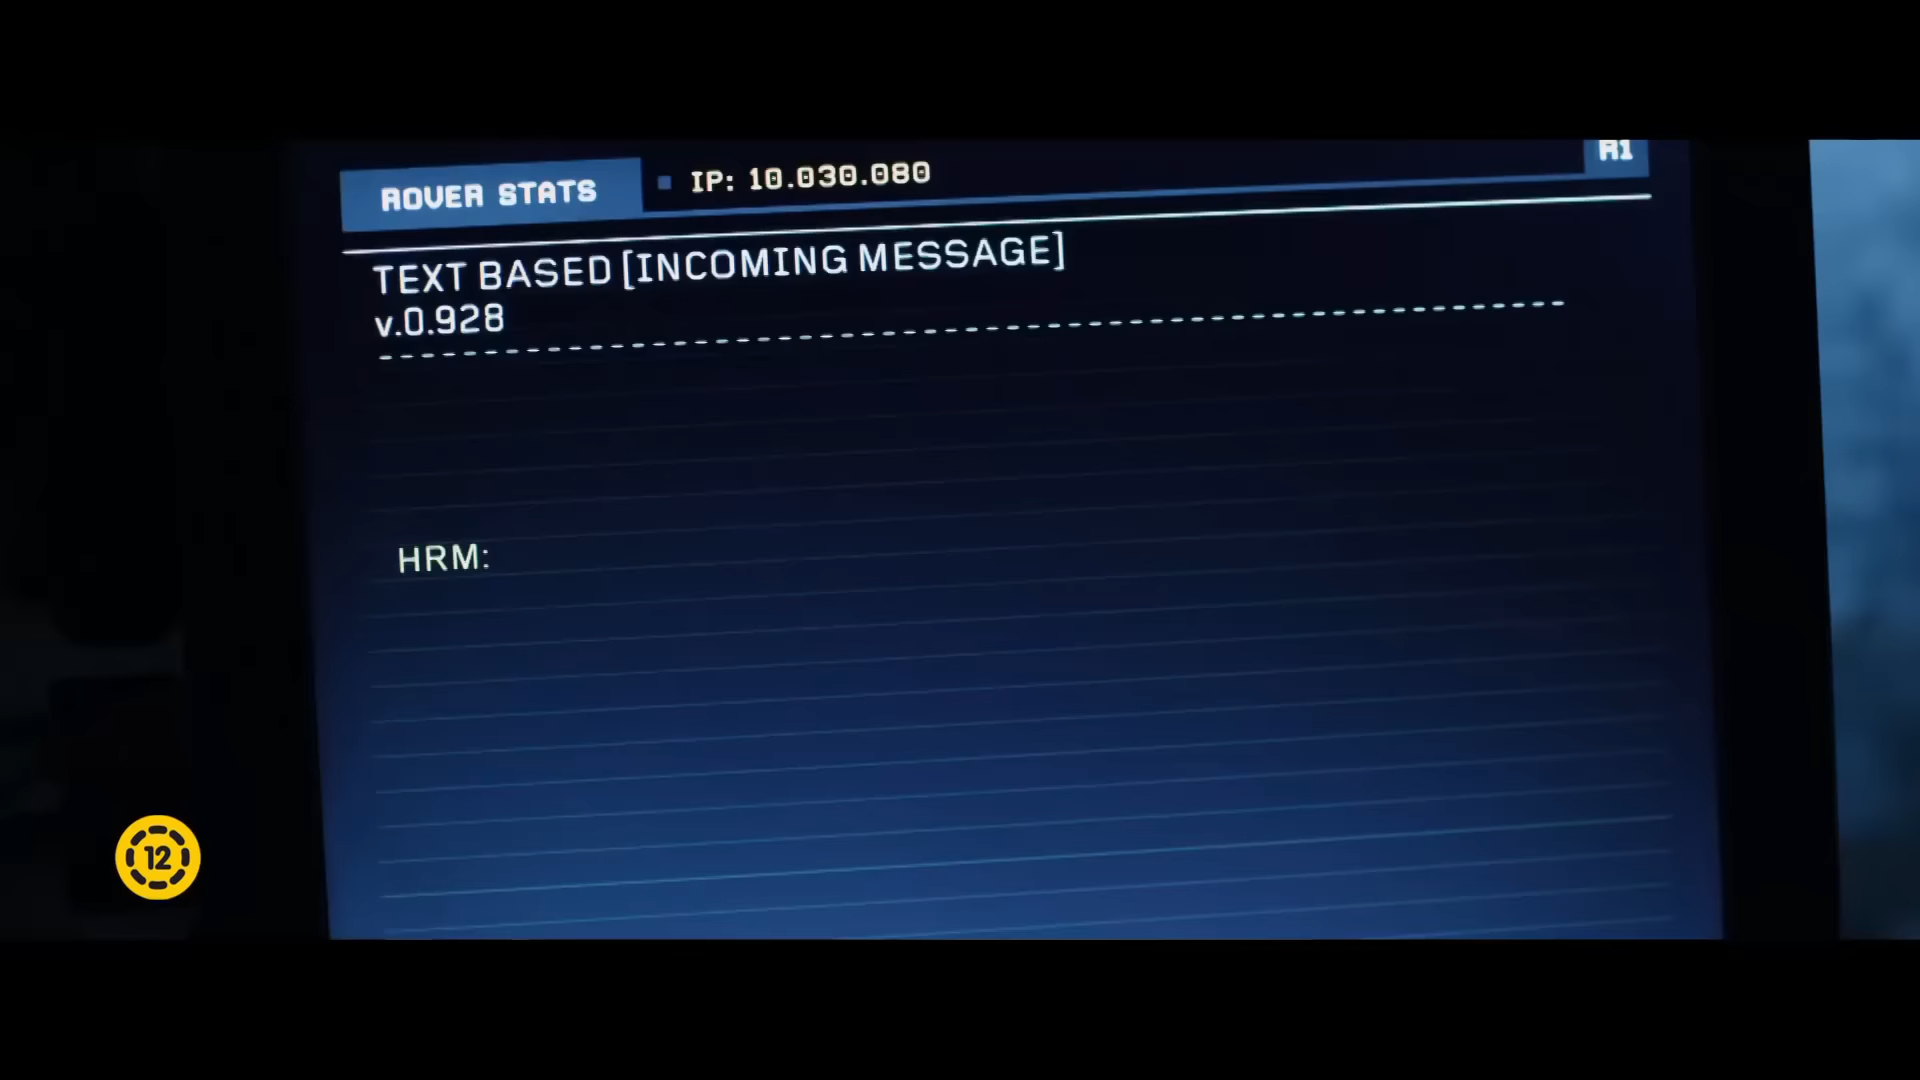 ROVER STATS
IP: 10.030.080
R1
TEXT BASED [INCOMING MESSAGE]
v.0.928
HRM:
12